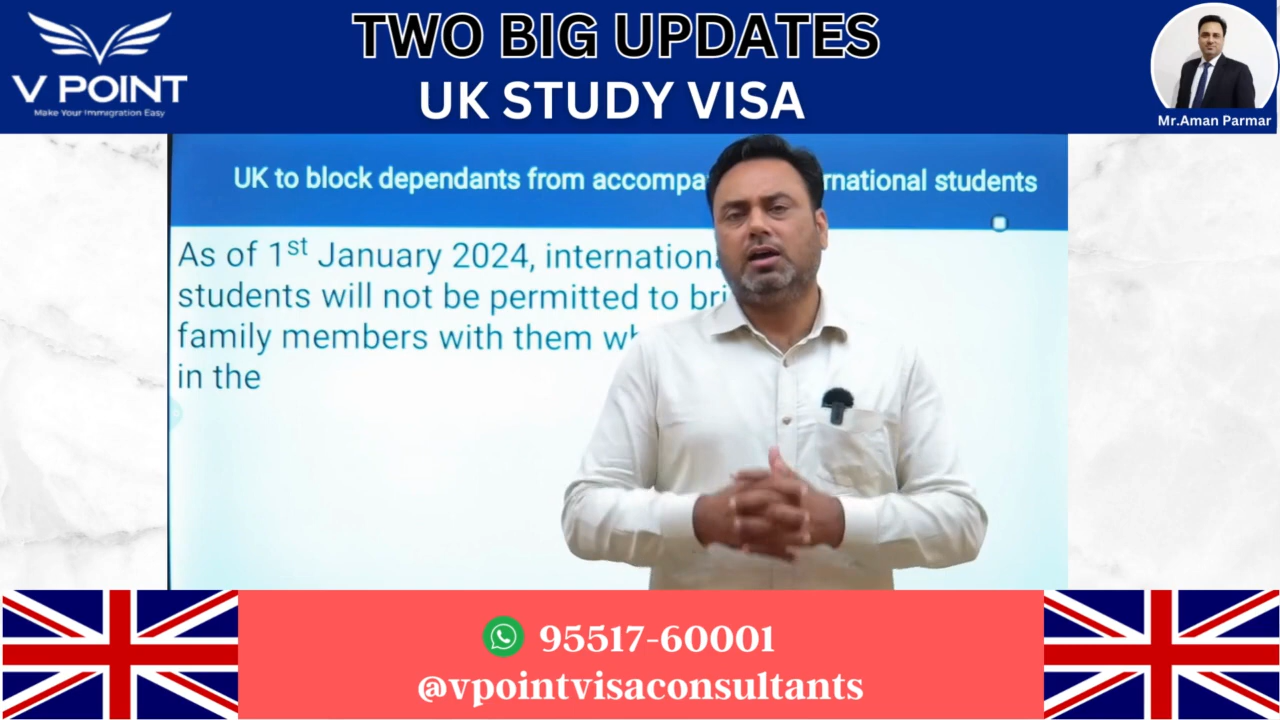 V POINT
Make Your Immigration Easy
TWO BIG UPDATES
UK STUDY VISA
Mr.Aman Parmar
UK to block dependants from accompa rnational students
As of 1st January 2024, internationa
students will not be permitted to bri
family members with them wh
in the
95517-60001
@vpointvisaconsultants